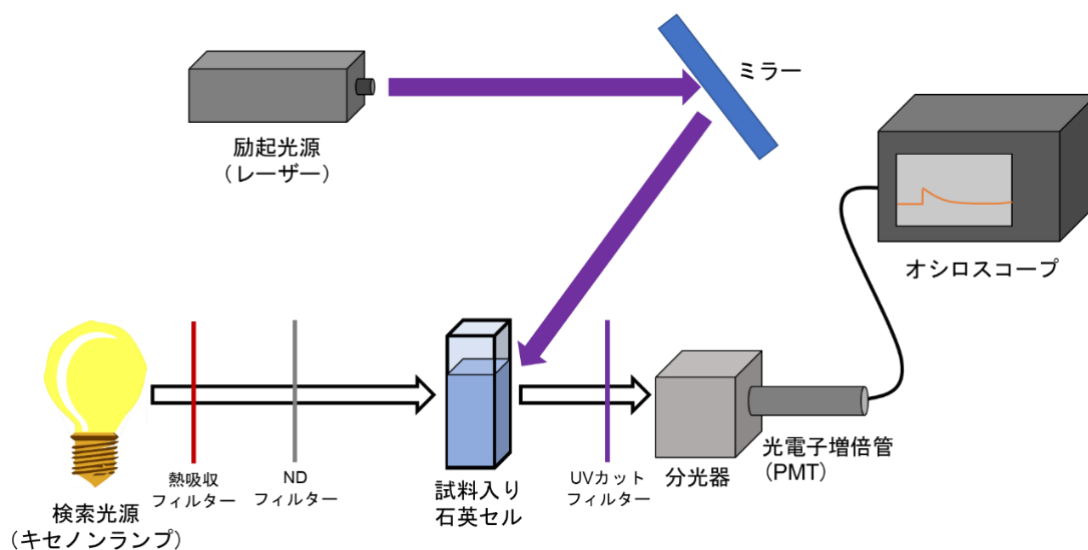 ミラー
励起光源
（レーザー）
オシロスコープ
熱吸収
フィルター
ND
フィルター
試料入り
石英セル
UVカット
フィルター
分光器
光電子増倍管
(PMT)
検索光源
（キセノンランプ)